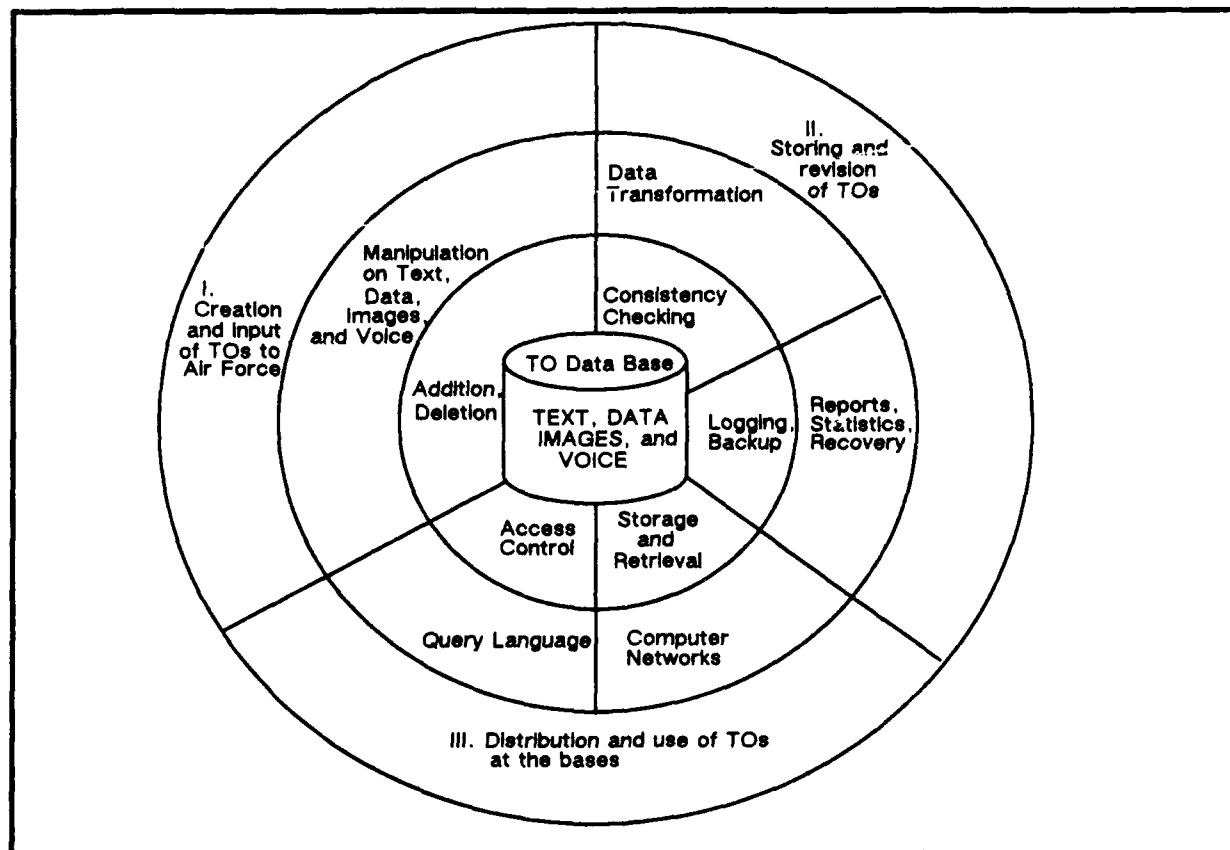 II.
Storing and
revision
of TOs
Data
Transformation
Manipulation
on Text,
Data,
Images,
and Voice
I.
Creation
and input
of TOs to
Air Force
Consistency
Checking
TO Data Base
TEXT, DATA
IMAGES, and
VOICE
Addition,
Deletion
Logging,
Backup
Reports,
Statistics,
Recovery
Access
Control
Storage
and
Retrieval
Query Language
Computer
Networks
III. Distribution and use of TOs
at the bases